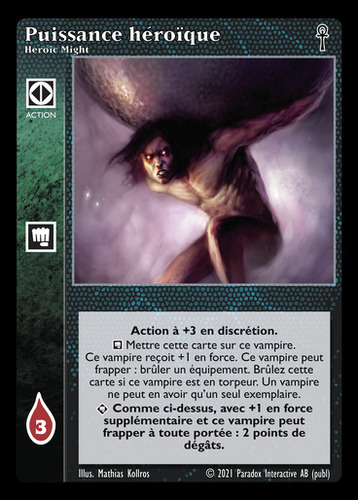 Puissance héroïque
Heroic Might
ACTION
Action à +3 en discrétion.
Mettre cette carte sur ce vampire.
Ce vampire reçoit +1 en force. Ce vampire peut
frapper : brûler un équipement. Brûlez cette
carte si ce vampire est en torpeur. Un vampire
ne peut en avoir qu'un seul exemplaire.
Comme ci-dessus, avec +1 en force
supplémentaire et ce vampire peut
frapper à toute portée : 2 points de
dégâts.
3
Illus. Mathias Kollros © 2021 Paradox Interactive AB (publ)